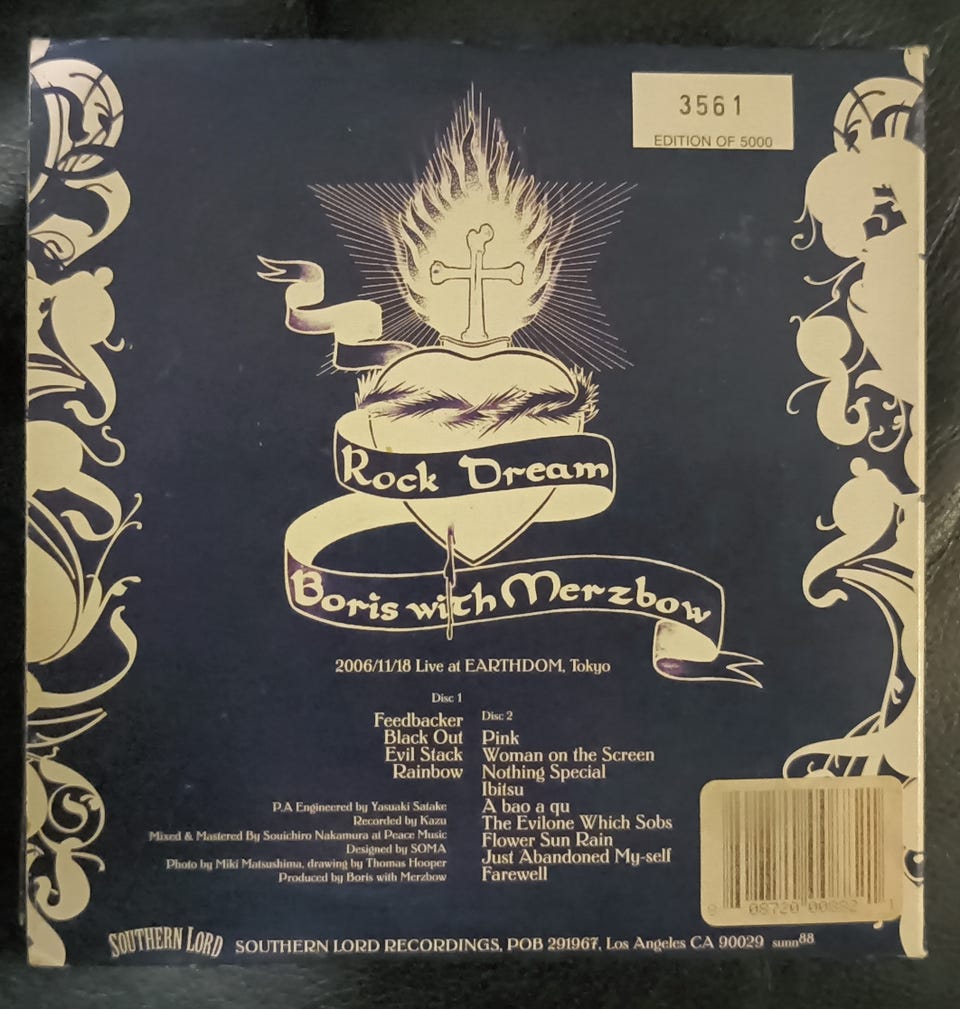 3561
EDITION OF 5000
Rock Dream
Boris with Merzbow
2006/11/18 Live at EARTHDOM, Tokyo
Disc 1
Feedbacker
Black Out
Evil Stack
Rainbow
Disc 2
Pink
Woman on the Screen
Nothing Special
Ibitsu
A bao a qu
The Evilone Which Sobs
Flower Sun Rain
Just Abandoned My-self
Farewell
P.A Engineered by Yasuaki Satake
Recorded by Kazu
Mixed & Mastered By Souichiro Nakamura at Peace Music
Designed by SOMA
Photo by Miki Matsushima, drawing by Thomas Hooper
Produced by Boris with Merzbow
SOUTHERN LORD
SOUTHERN LORD RECORDINGS, POB 291967, Los Angeles CA 90029 sunn88